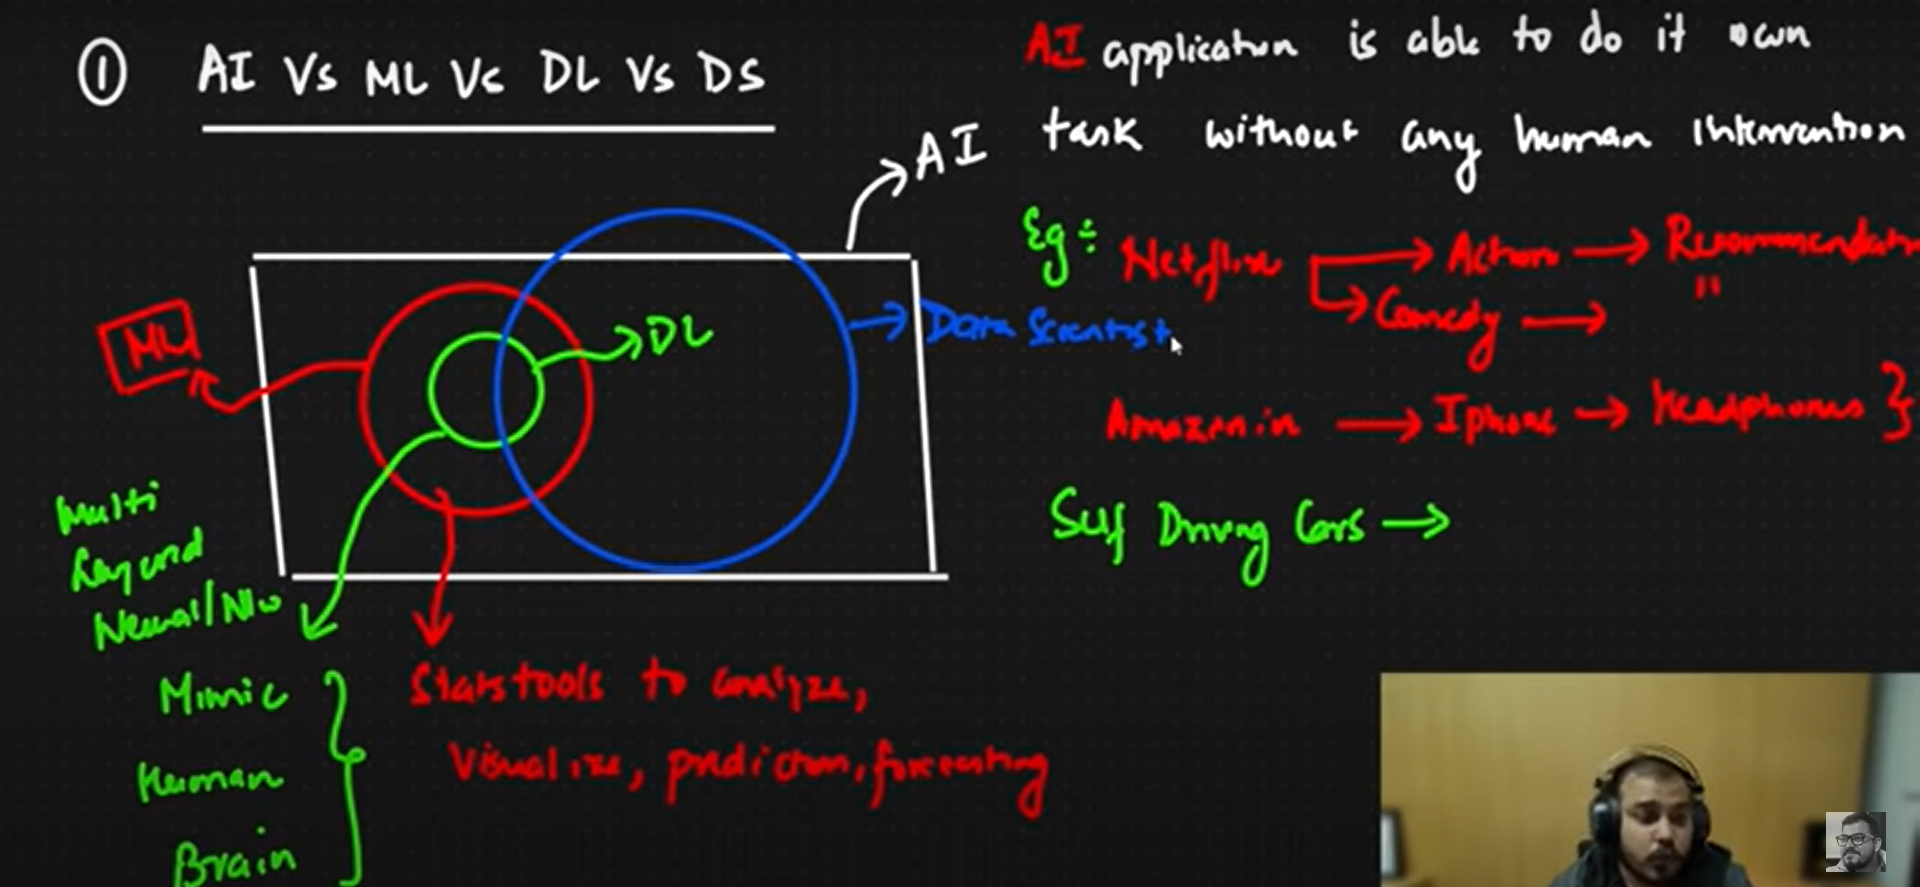 ① AI Vs ML Vs DL Vs DS
AI application is able to do it own
task without any human Intervention
AI
Eg ÷ Netflix → Action → Recommendation
→ Comedy → "
ML
DL
Data Scientist
Amazon.in → Iphone → Headphones }
Self Driving Cars →
Multi
Layered
Neural/Nw
Mimic
Human
Brain
Stats tools to analyze,
Visualize, prediction, forecasting